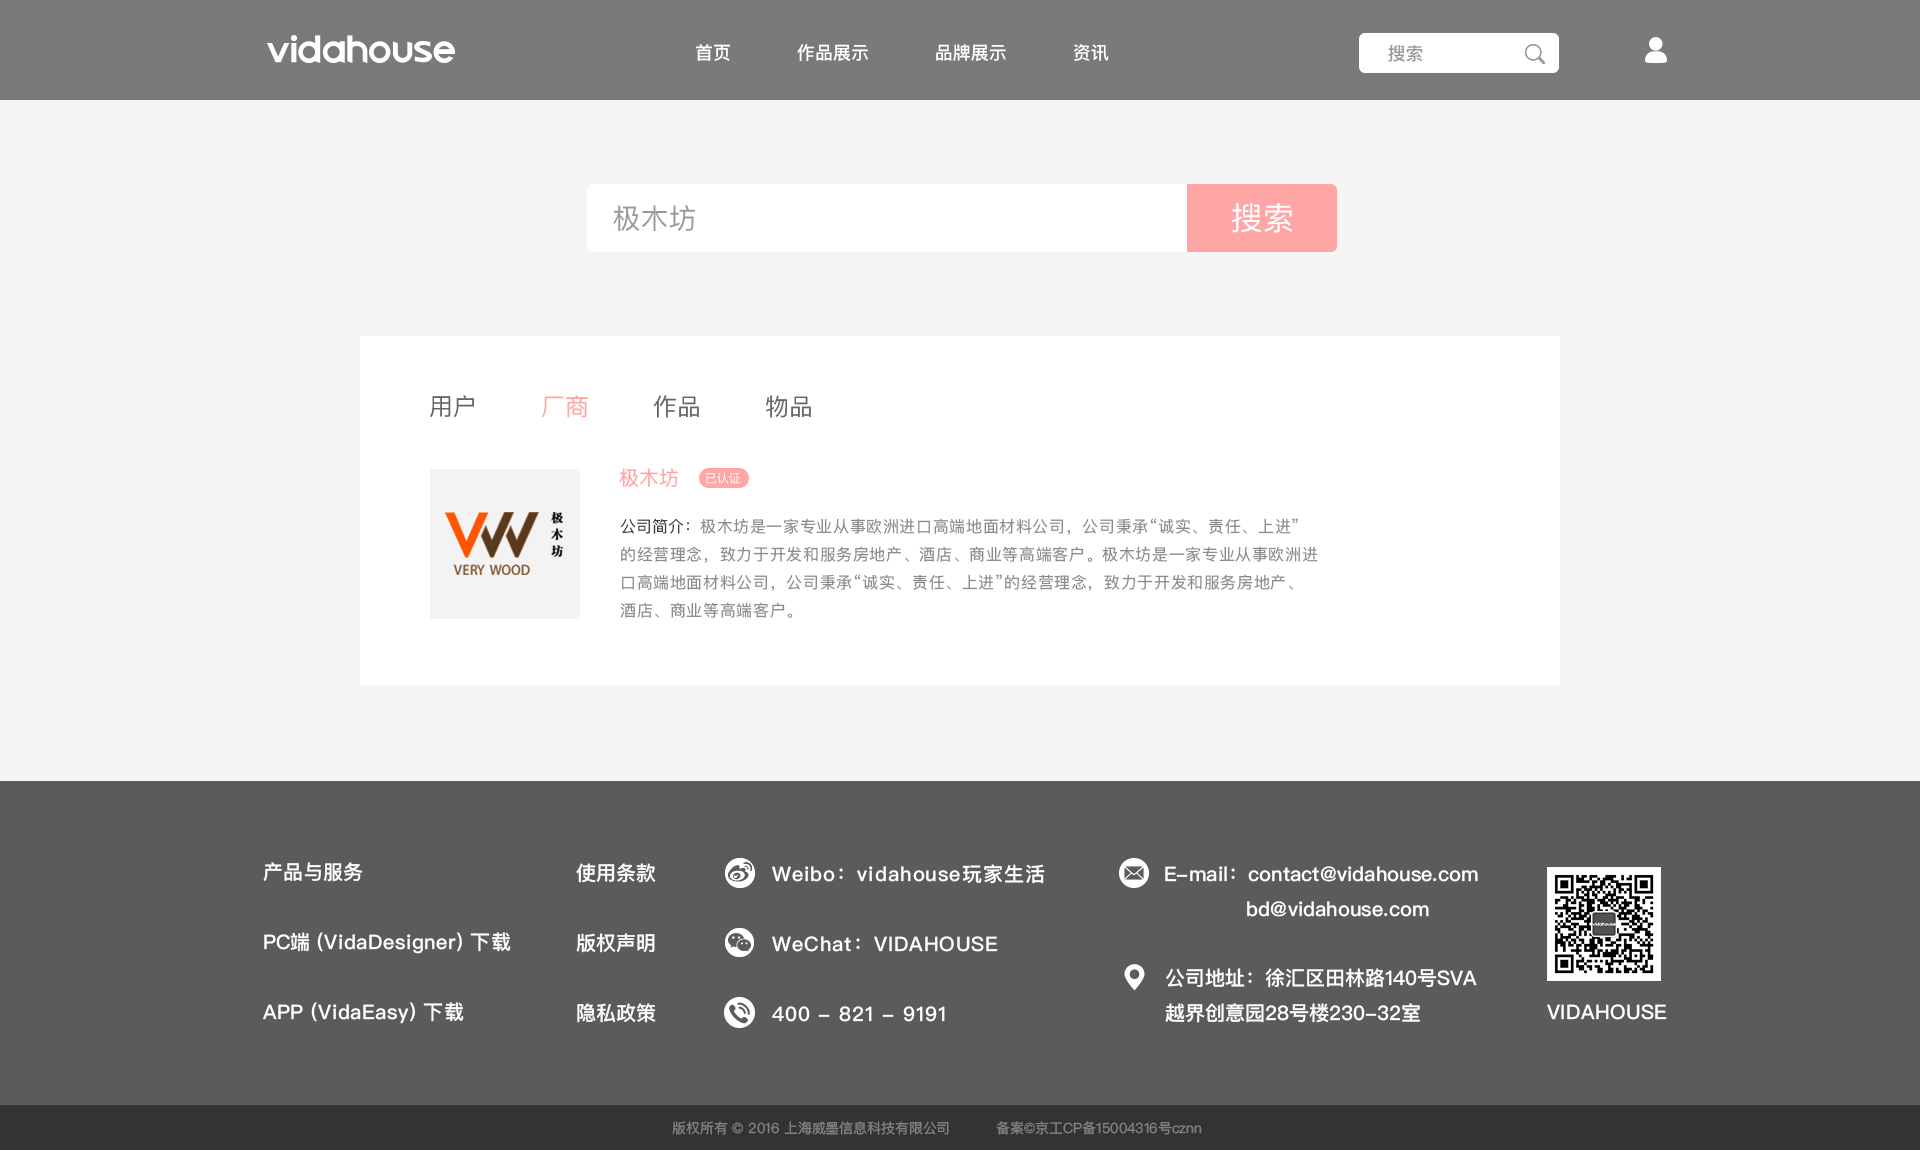 vidahouse
首页 作品展示 品牌展示 资讯
搜索
极木坊
搜索
用户 厂商 作品 物品
极木坊 已认证
VW
极木坊
VERY WOOD
公司简介：极木坊是一家专业从事欧洲进口高端地面材料公司，公司秉承“诚实、责任、上进”
的经营理念，致力于开发和服务房地产、酒店、商业等高端客户。极木坊是一家专业从事欧洲进
口高端地面材料公司，公司秉承“诚实、责任、上进”的经营理念，致力于开发和服务房地产、
酒店、商业等高端客户。
产品与服务
PC端 (VidaDesigner) 下载
APP (VidaEasy) 下载
使用条款
版权声明
隐私政策
Weibo：vidahouse玩家生活
WeChat：VIDAHOUSE
400 - 821 - 9191
E-mail：contact@vidahouse.com
bd@vidahouse.com
公司地址：徐汇区田林路140号SVA
越界创意园28号楼230-32室
vidahouse
VIDAHOUSE
版权所有 © 2016 上海威墨信息科技有限公司 备案©京工CP备15004316号cznn